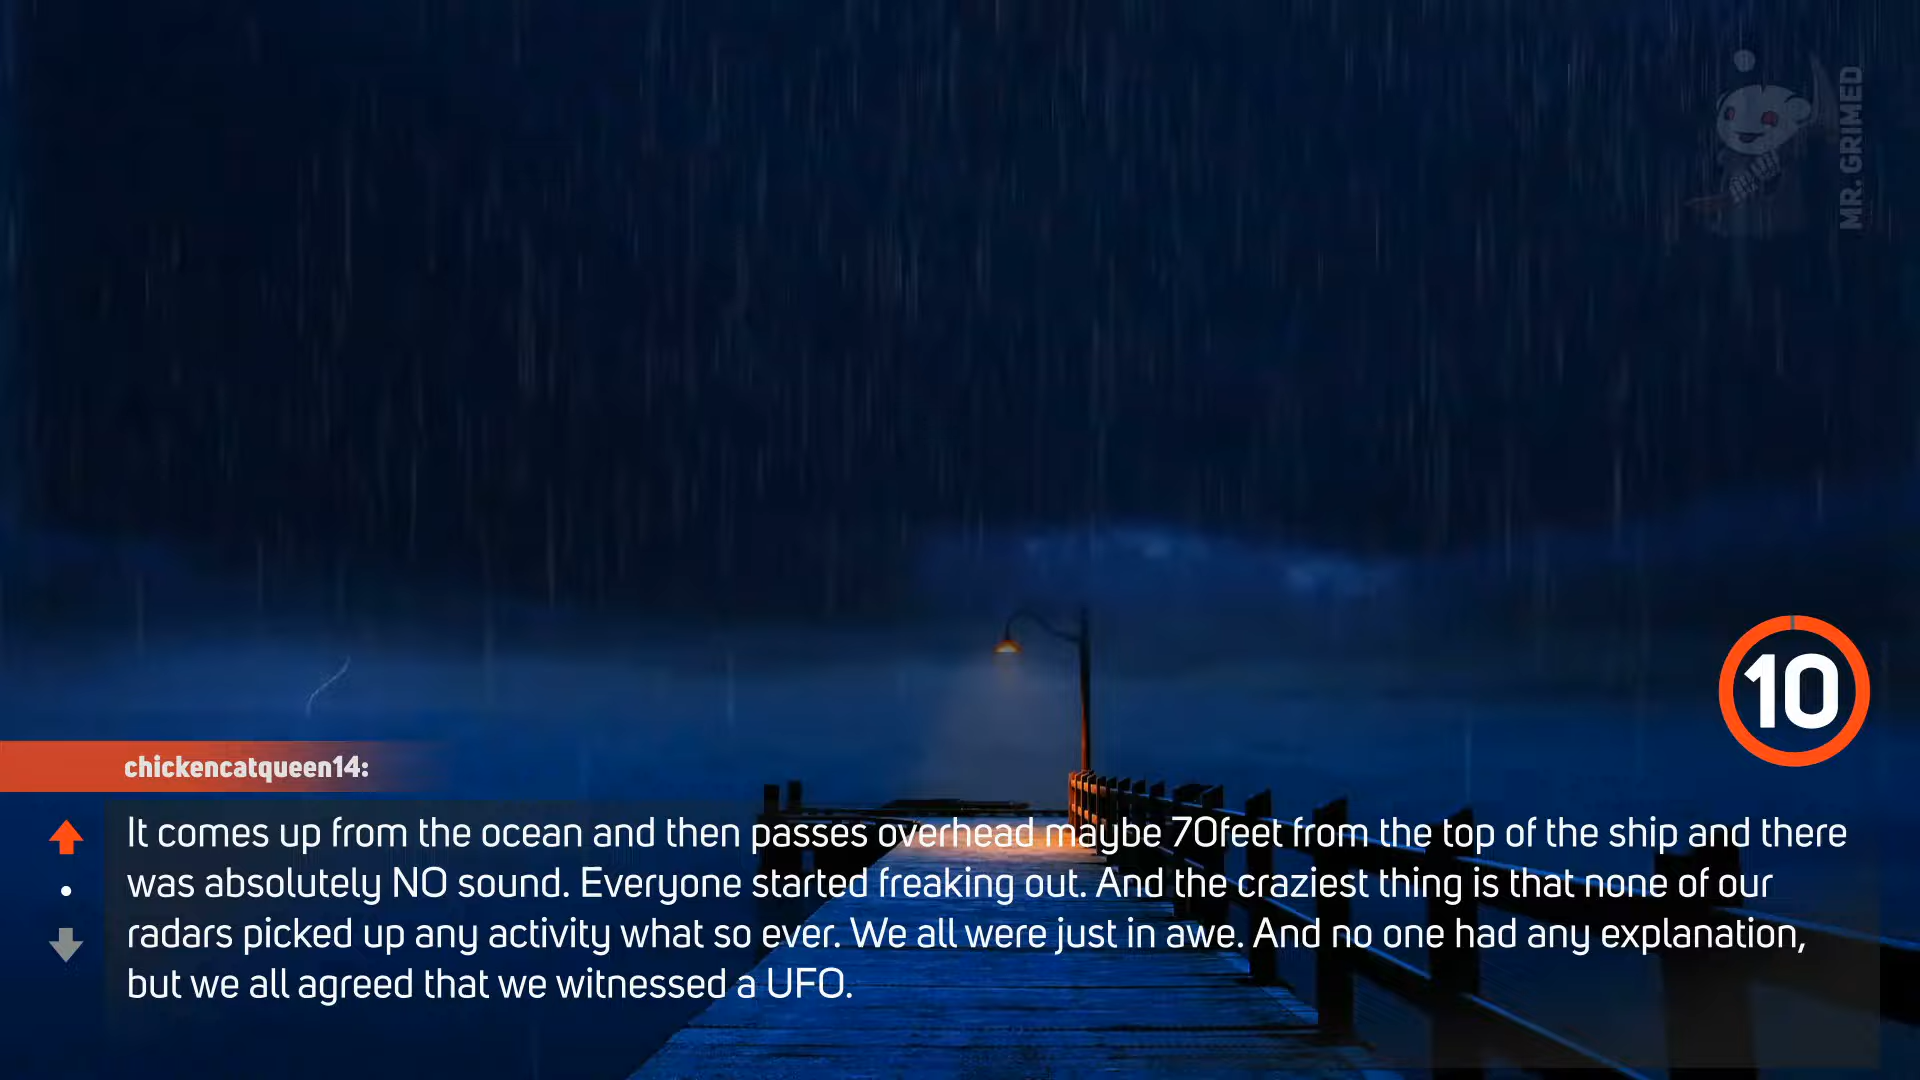 MR. GRIMED
10
chickencatqueen14:
It comes up from the ocean and then passes overhead maybe 70feet from the top of the ship and there
was absolutely NO sound. Everyone started freaking out. And the craziest thing is that none of our
radars picked up any activity what so ever. We all were just in awe. And no one had any explanation,
but we all agreed that we witnessed a UFO.